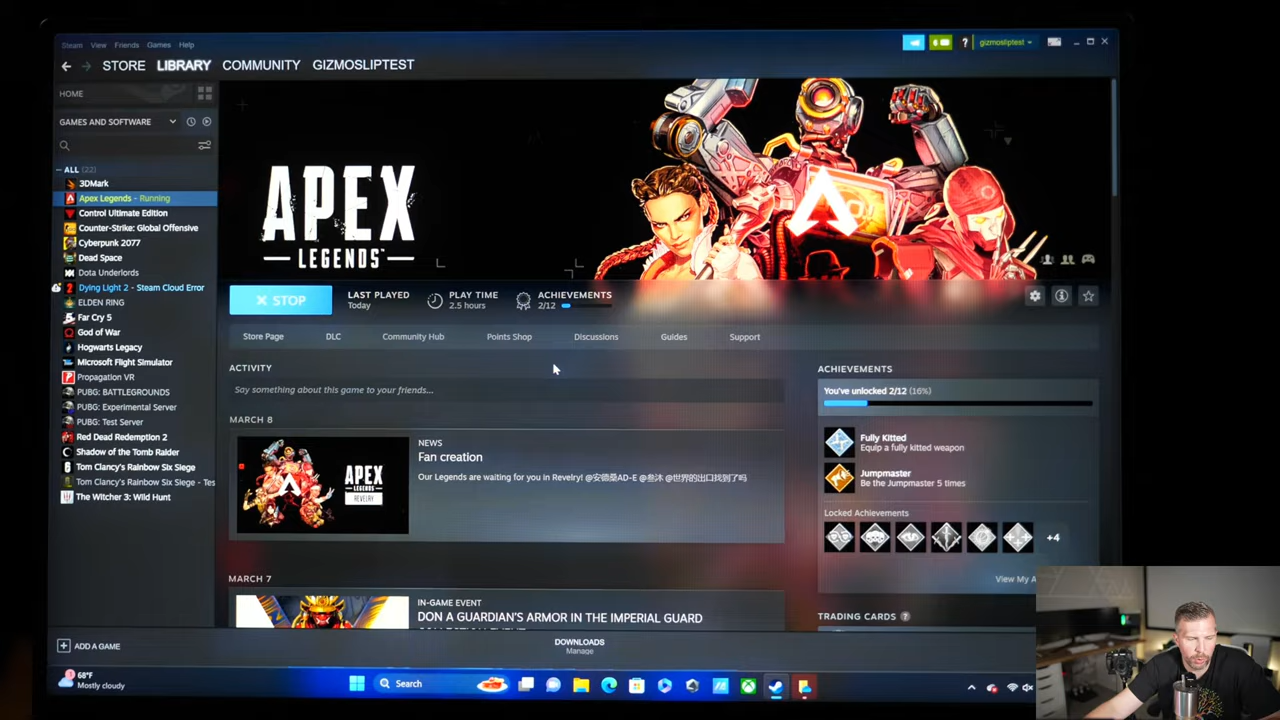 Steam View Friends Games Help
gizmosliptest
STORE LIBRARY COMMUNITY GIZMOSLIPTEST
HOME
GAMES AND SOFTWARE
ALL (22)
3DMark
Apex Legends - Running
Control Ultimate Edition
Counter-Strike: Global Offensive
Cyberpunk 2077
Dead Space
Dota Underlords
Dying Light 2 - Steam Cloud Error
ELDEN RING
Far Cry 5
God of War
Hogwarts Legacy
Microsoft Flight Simulator
Propagation VR
PUBG: BATTLEGROUNDS
PUBG: Experimental Server
PUBG: Test Server
Red Dead Redemption 2
Shadow of the Tomb Raider
Tom Clancy's Rainbow Six Siege
Tom Clancy's Rainbow Six Siege - Tes
The Witcher 3: Wild Hunt
ADD A GAME
APEX
LEGENDS
STOP
LAST PLAYED
Today
PLAY TIME
2.5 hours
ACHIEVEMENTS
2/12
Store Page DLC Community Hub Points Shop Discussions Guides Support
ACTIVITY
Say something about this game to your friends...
MARCH 8
APEX
REVELRY
NEWS
Fan creation
Our Legends are waiting for you in Revelry! @安德桑AD-E @叁沐 @世界的出口找到了吗
MARCH 7
IN-GAME EVENT
DON A GUARDIAN'S ARMOR IN THE IMPERIAL GUARD
COLLECTION EVENT
ACHIEVEMENTS
You've unlocked 2/12 (16%)
Fully Kitted
Equip a fully kitted weapon
Jumpmaster
Be the Jumpmaster 5 times
Locked Achievements
+4
View My A
TRADING CARDS ?
DOWNLOADS
Manage
68°F
Mostly cloudy
Search